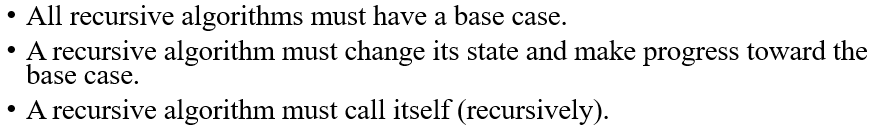 • All recursive algorithms must have a base case.
• A recursive algorithm must change its state and make progress toward the
base case.
• A recursive algorithm must call itself (recursively).